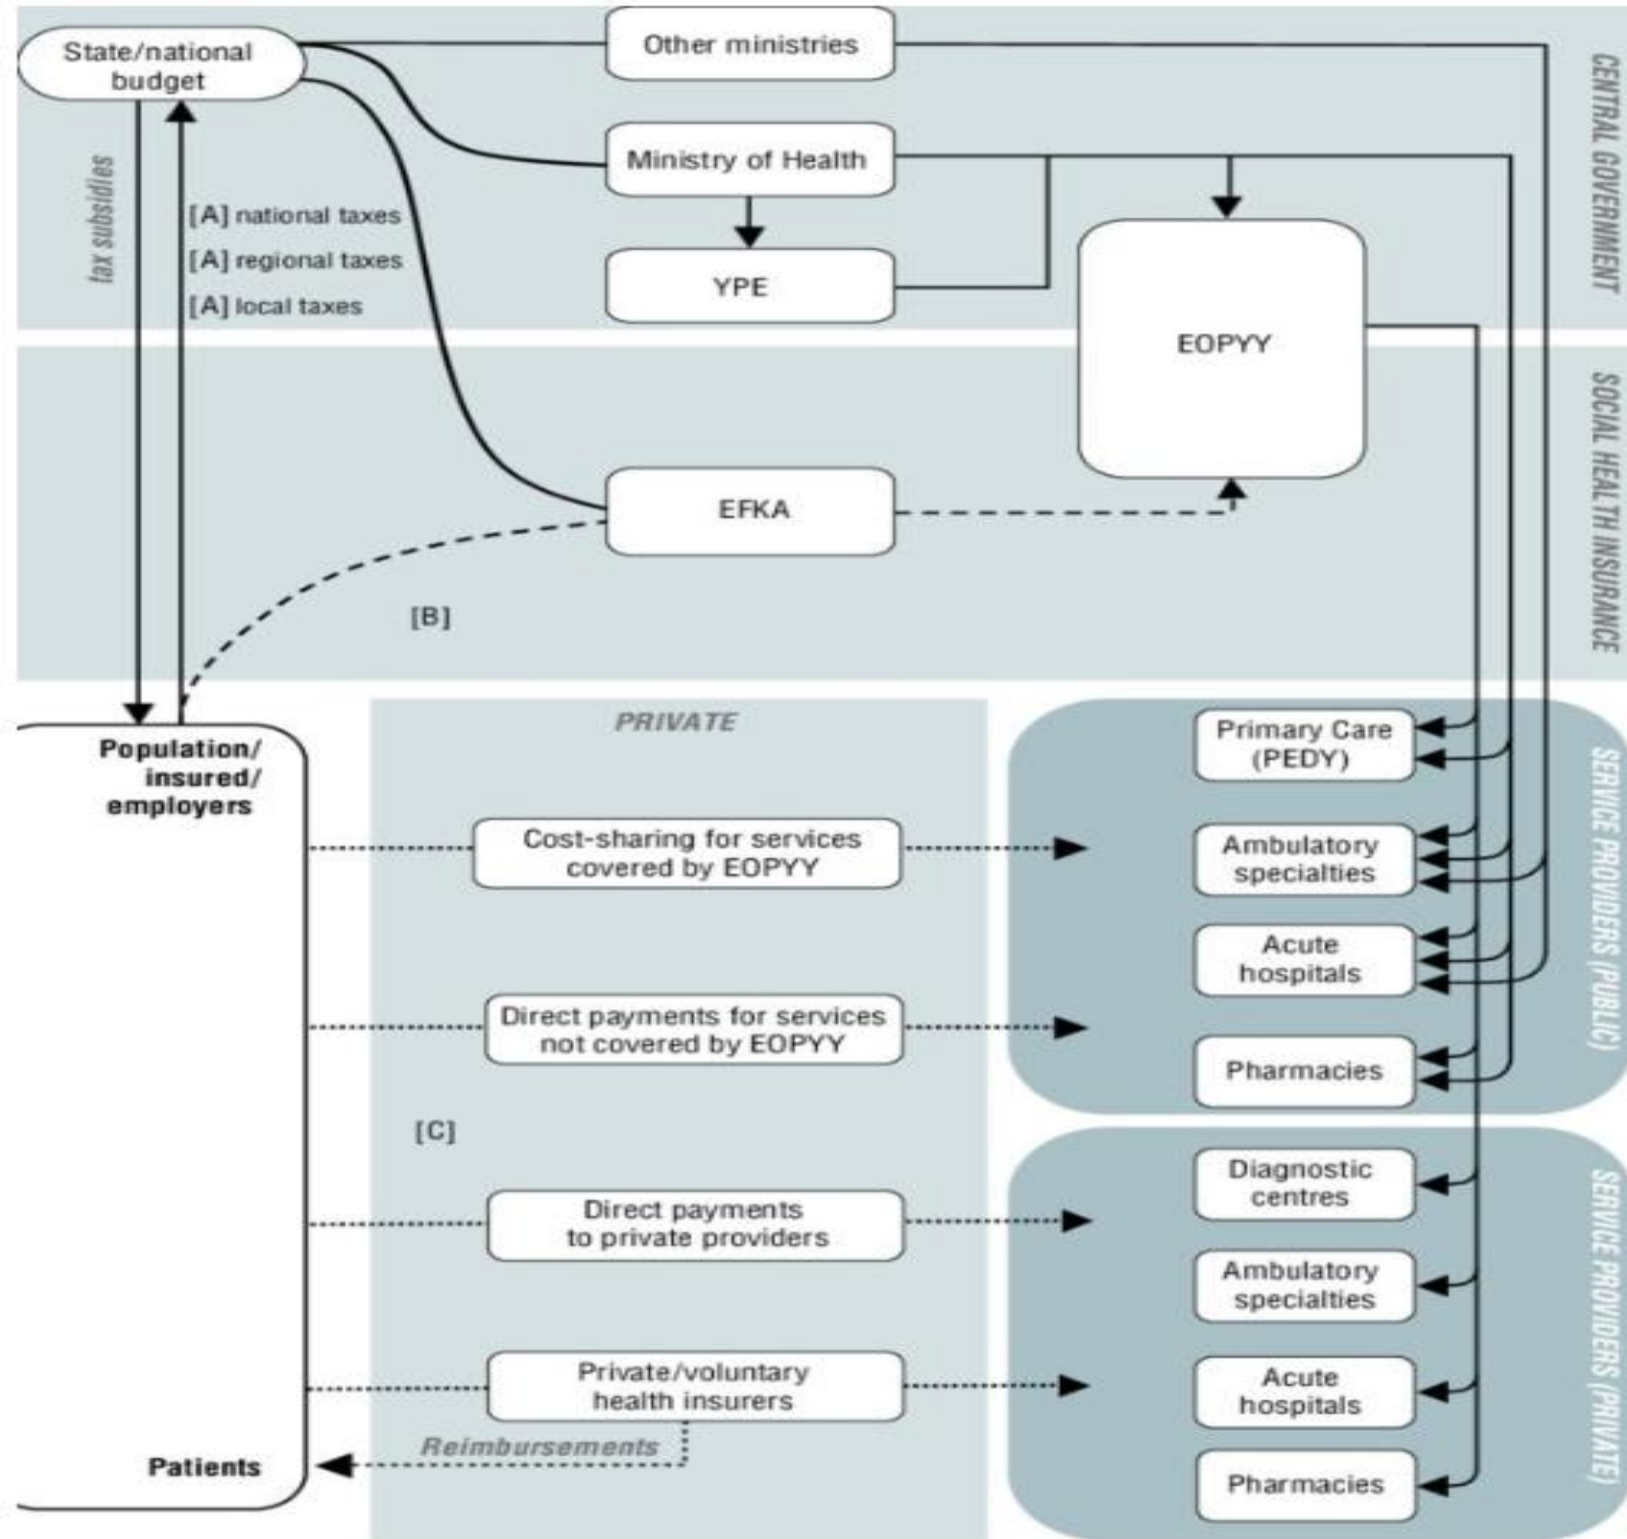 State/national
budget
Other ministries
Ministry of Health
YPE
EOPYY
tax subsidies
[A] national taxes
[A] regional taxes
[A] local taxes
CENTRAL GOVERNMENT
EFKA
[B]
SOCIAL HEALTH INSURANCE
Population/
insured/
employers
PRIVATE
Cost-sharing for services
covered by EOPYY
Direct payments for services
not covered by EOPYY
[C]
Direct payments
to private providers
Private/voluntary
health insurers
Reimbursements
Patients
Primary Care
(PEDY)
Ambulatory
specialties
Acute
hospitals
Pharmacies
SERVICE PROVIDERS (PUBLIC)
Diagnostic
centres
Ambulatory
specialties
Acute
hospitals
Pharmacies
SERVICE PROVIDERS (PRIVATE)